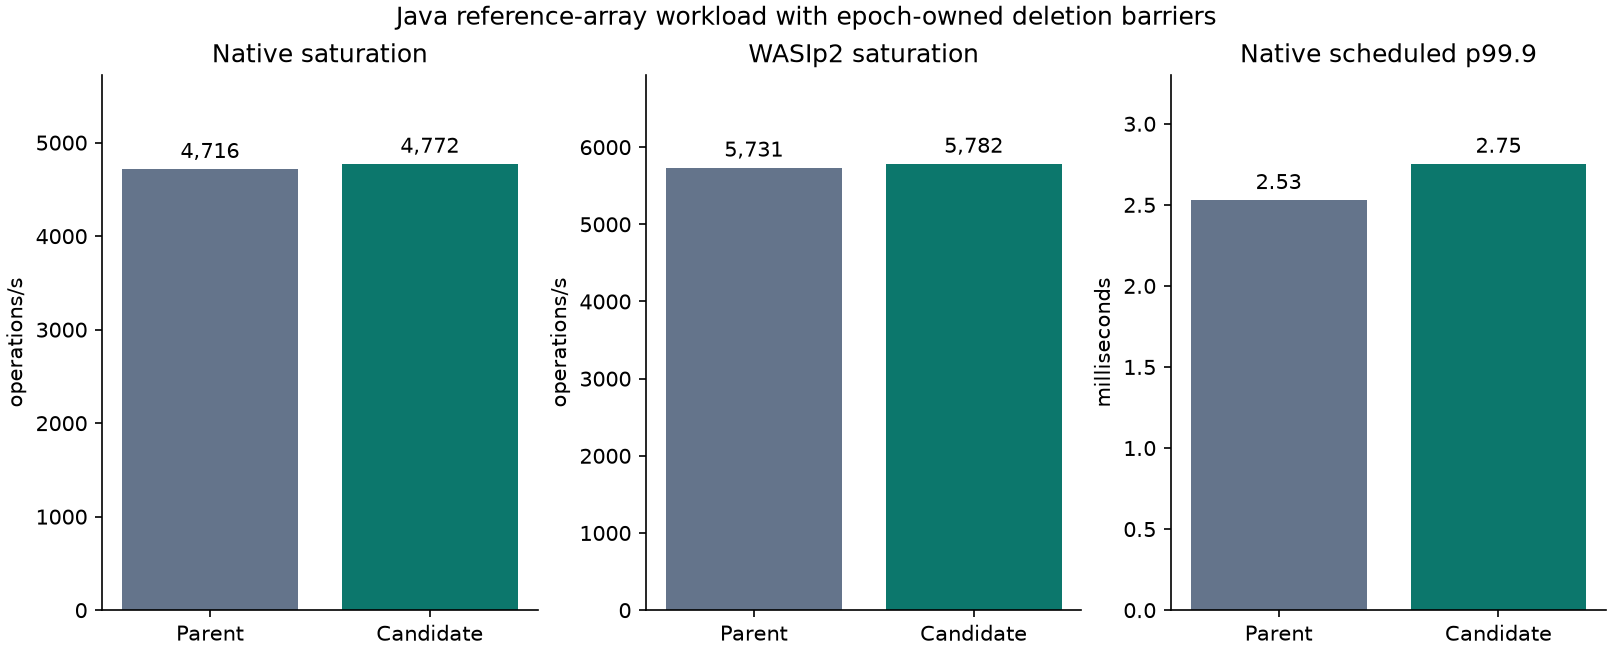 Java reference-array workload with epoch-owned deletion barriers
Native saturation
operations/s
5000
4000
3000
2000
1000
0
4,716
4,772
Parent
Candidate
WASIp2 saturation
operations/s
6000
5000
4000
3000
2000
1000
0
5,731
5,782
Parent
Candidate
Native scheduled p99.9
milliseconds
3.0
2.5
2.0
1.5
1.0
0.5
0.0
2.53
2.75
Parent
Candidate